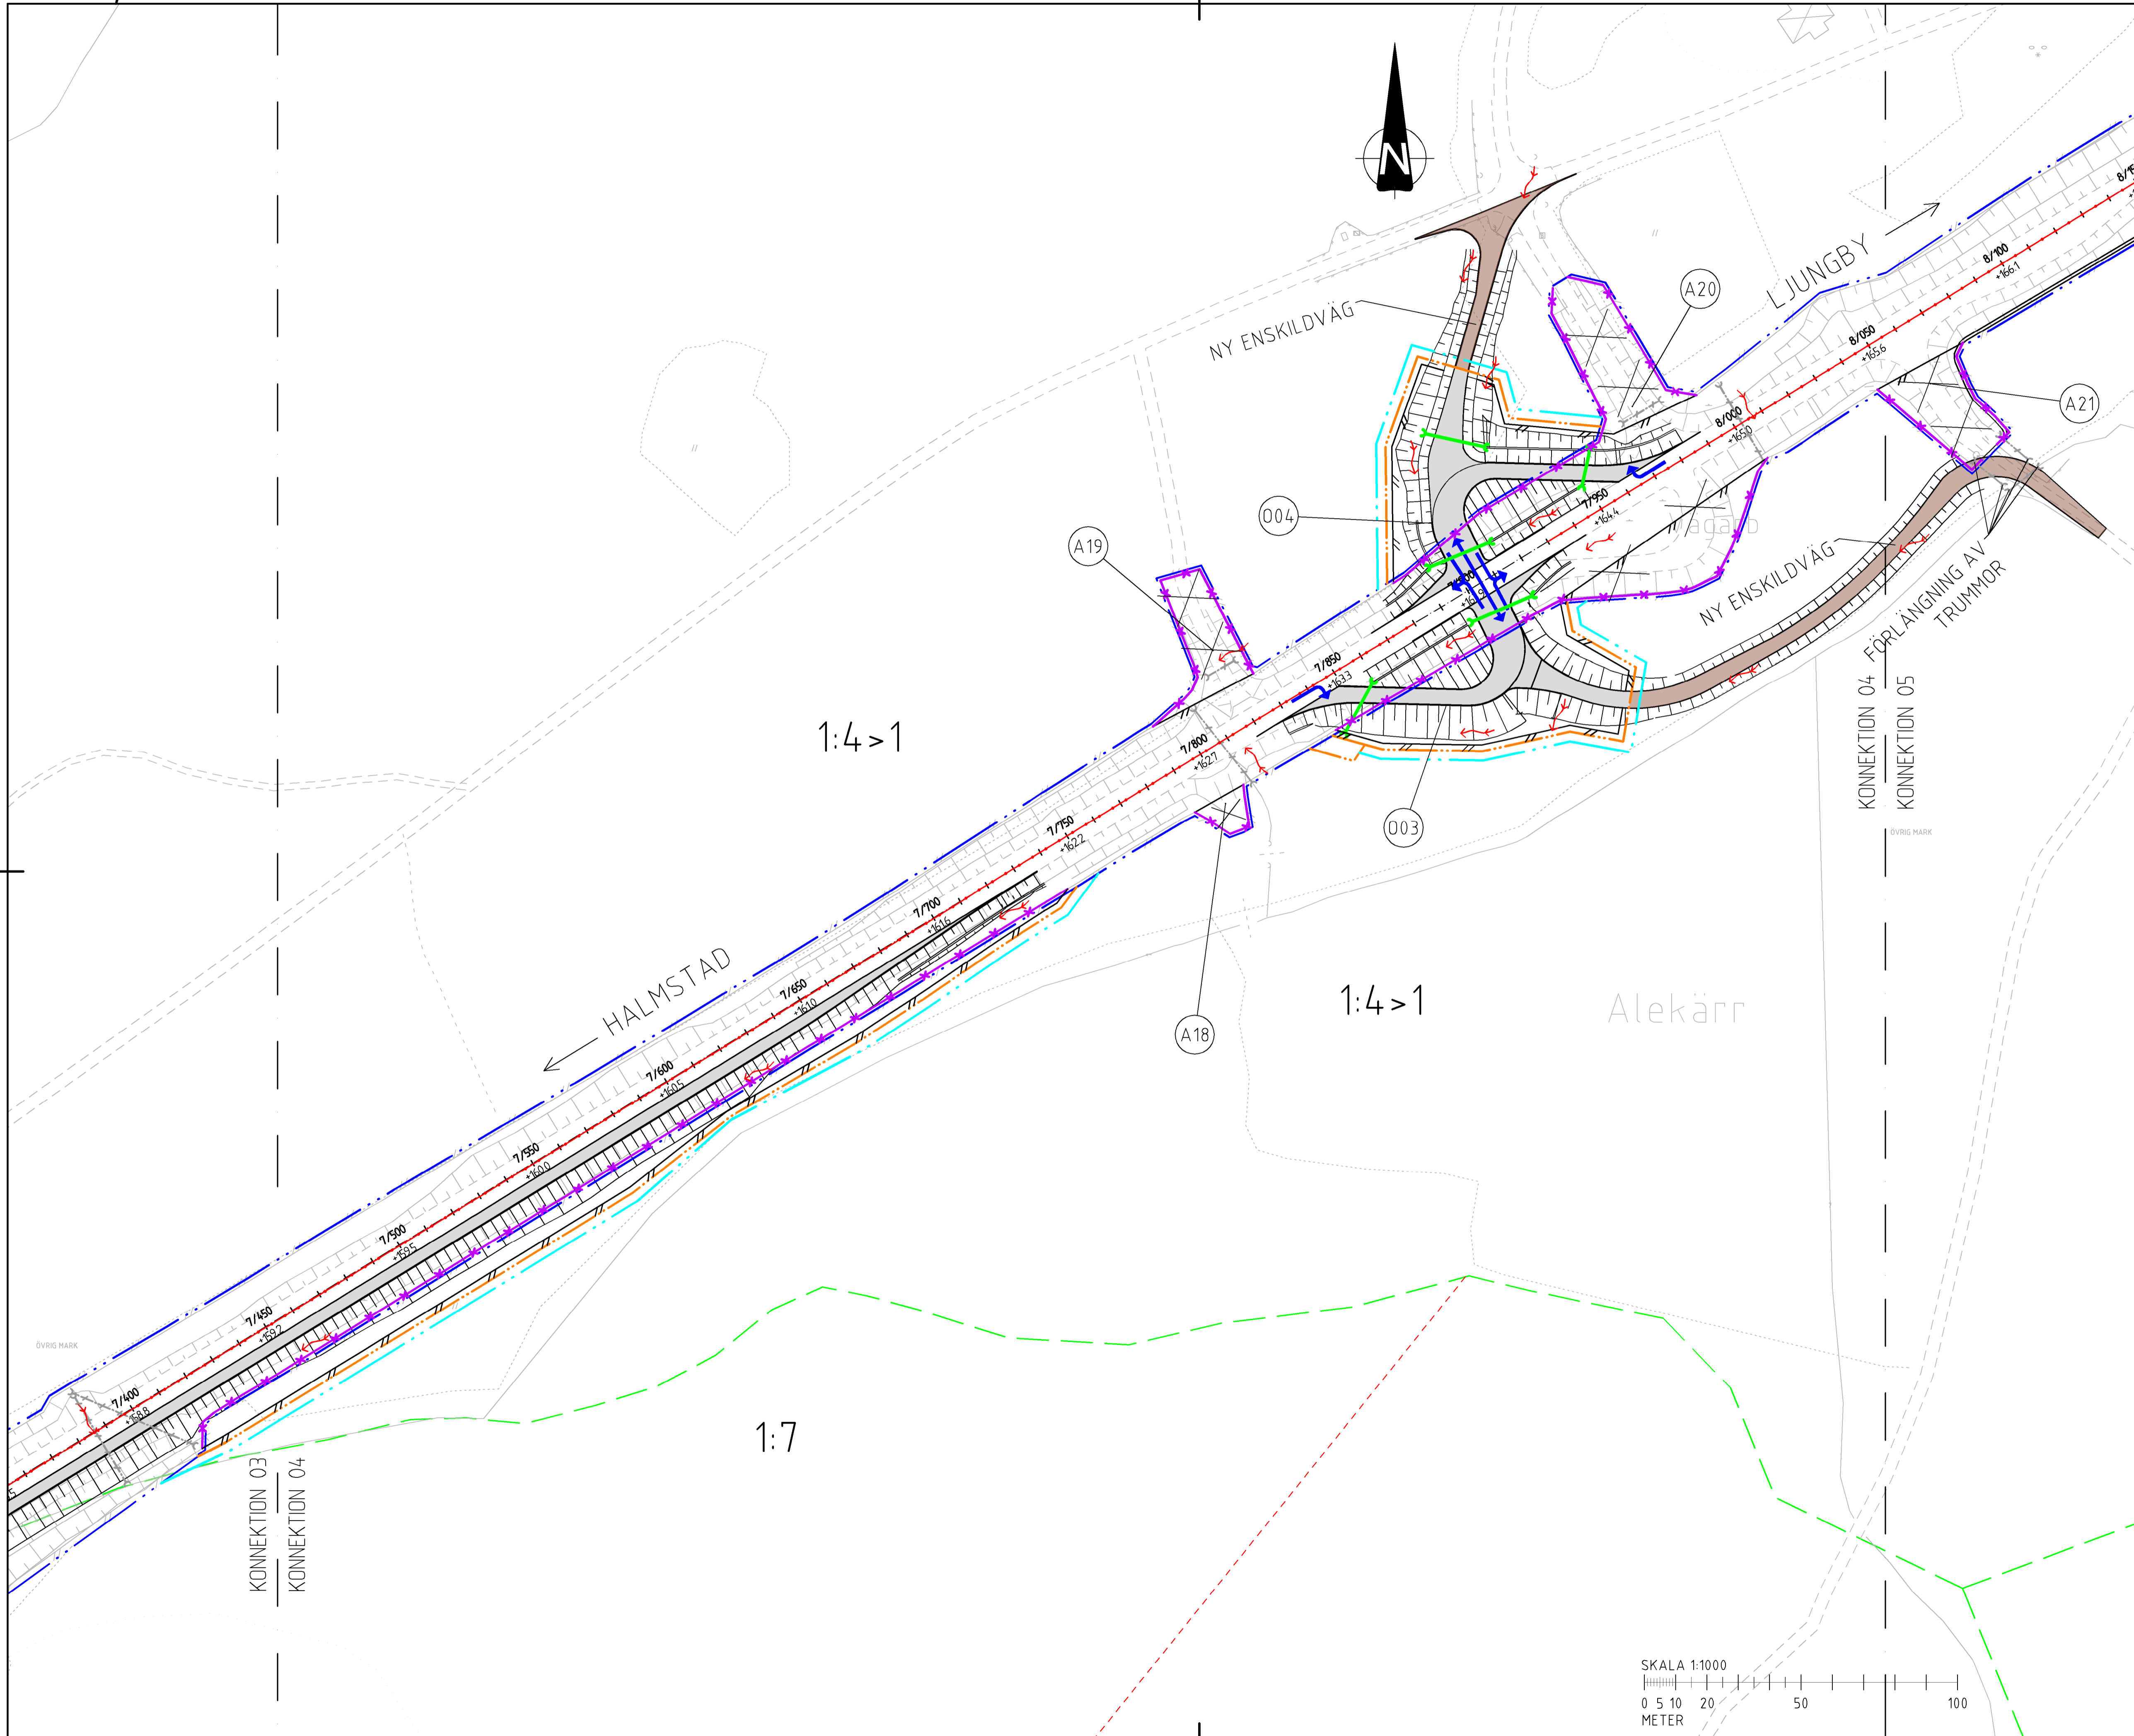 N
LJUNGBY
A20
NY ENSKILDVÄG
A21
8/100
+166.1
8/050
+165.6
8/000
+165.0
7/950
+164.4
O04
A19
NY ENSKILDVÄG
FÖRLÄNGNING AV
TRUMMOR
7/850
+163.3
7/800
+162.7
1:4>1
KONNEKTION 04
KONNEKTION 05
ÖVRIG MARK
O03
7/750
+162.2
7/700
+161.6
HALMSTAD
7/650
+161.0
1:4>1
Alekärr
A18
7/600
+160.5
7/550
+160.0
7/500
+159.5
7/450
+159.2
ÖVRIG MARK
7/400
+158.8
1:7
KONNEKTION 03
KONNEKTION 04
SKALA 1:1000
0 5 10 20 50 100
METER